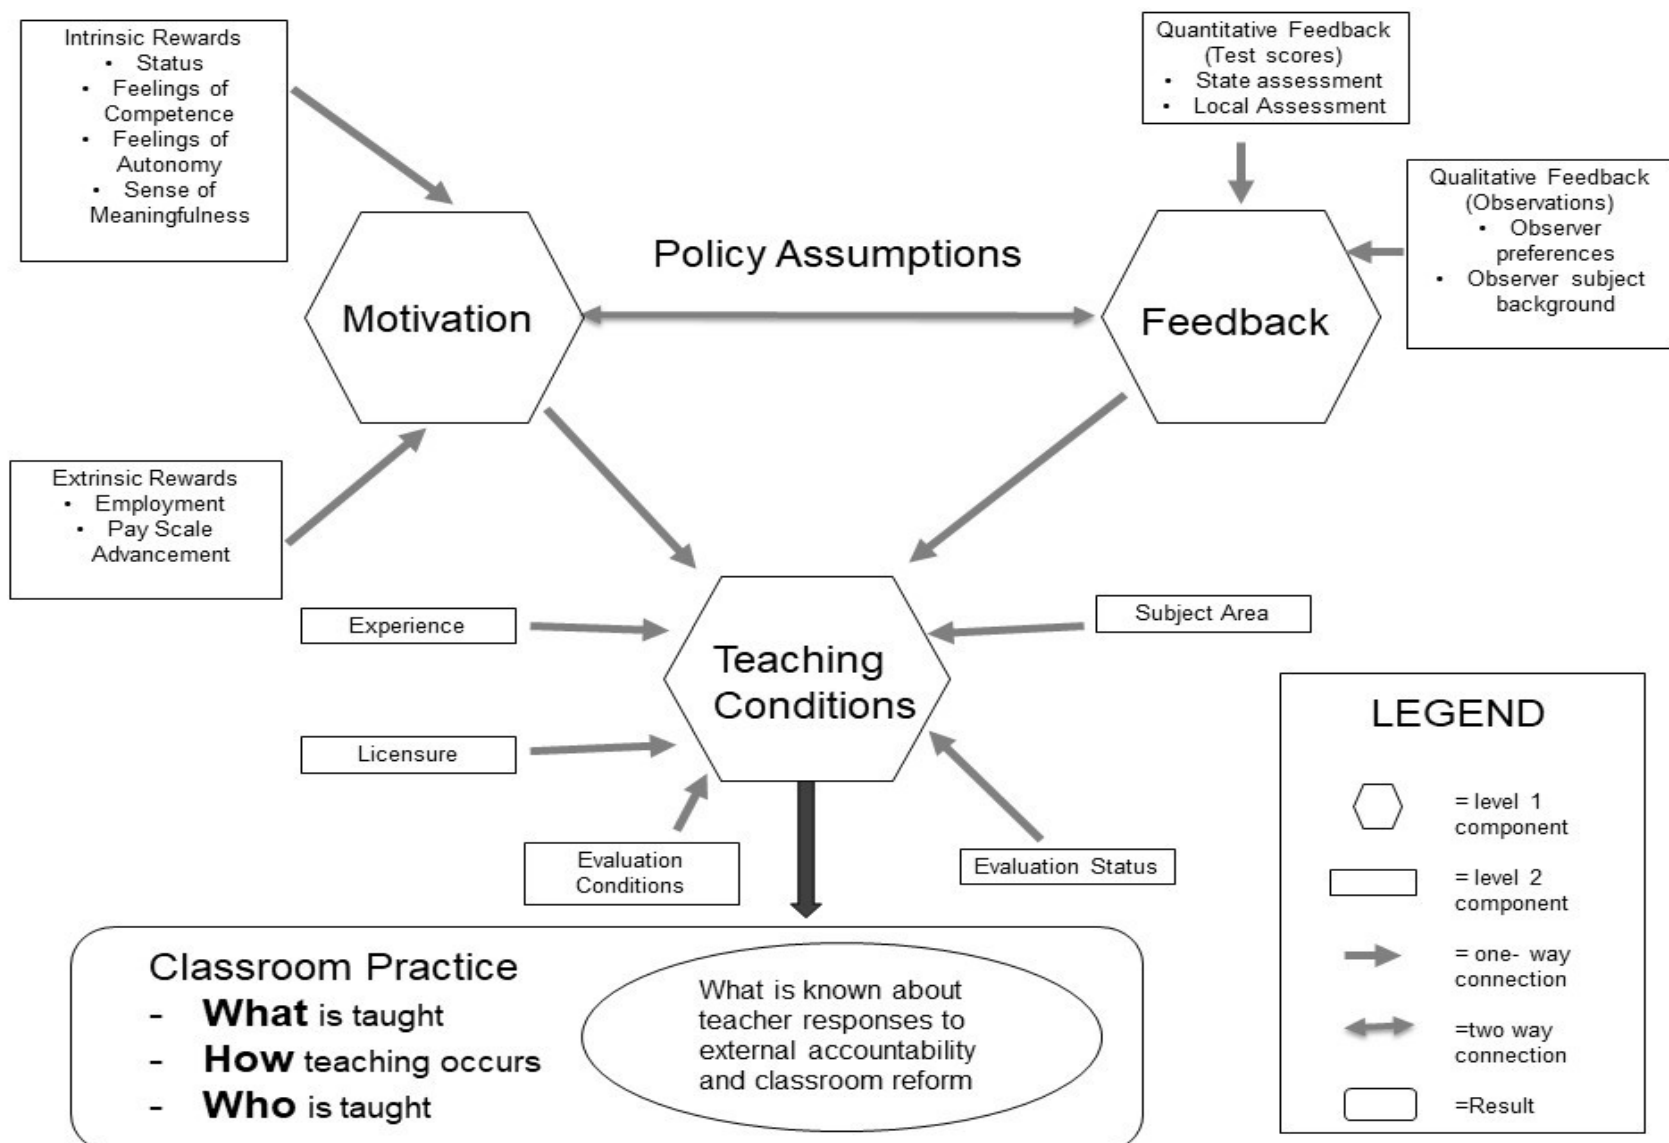 Intrinsic Rewards
• Status
• Feelings of
Competence
• Feelings of
Autonomy
• Sense of
Meaningfulness
Quantitative Feedback
(Test scores)
• State assessment
• Local Assessment
Qualitative Feedback
(Observations)
• Observer
preferences
• Observer subject
background
Policy Assumptions
Motivation
Feedback
Extrinsic Rewards
• Employment
• Pay Scale
Advancement
Experience
Subject Area
Teaching
Conditions
Licensure
Evaluation
Conditions
Evaluation Status
Classroom Practice
- What is taught
- How teaching occurs
- Who is taught
What is known about
teacher responses to
external accountability
and classroom reform
LEGEND
= level 1
component
= level 2
component
= one- way
connection
=two way
connection
=Result